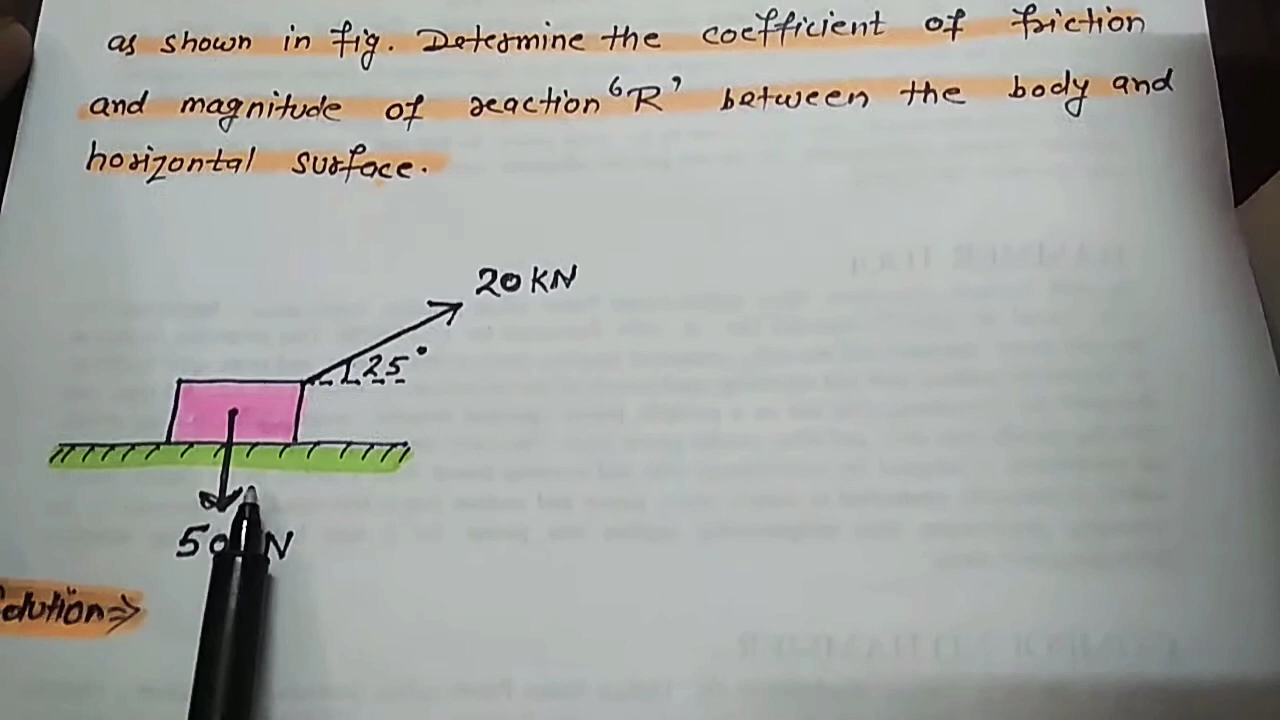 as shown in fig. Determine the coefficient of friction
and magnitude of reaction 'R' between the body and
horizontal surface.
20 KN
25°